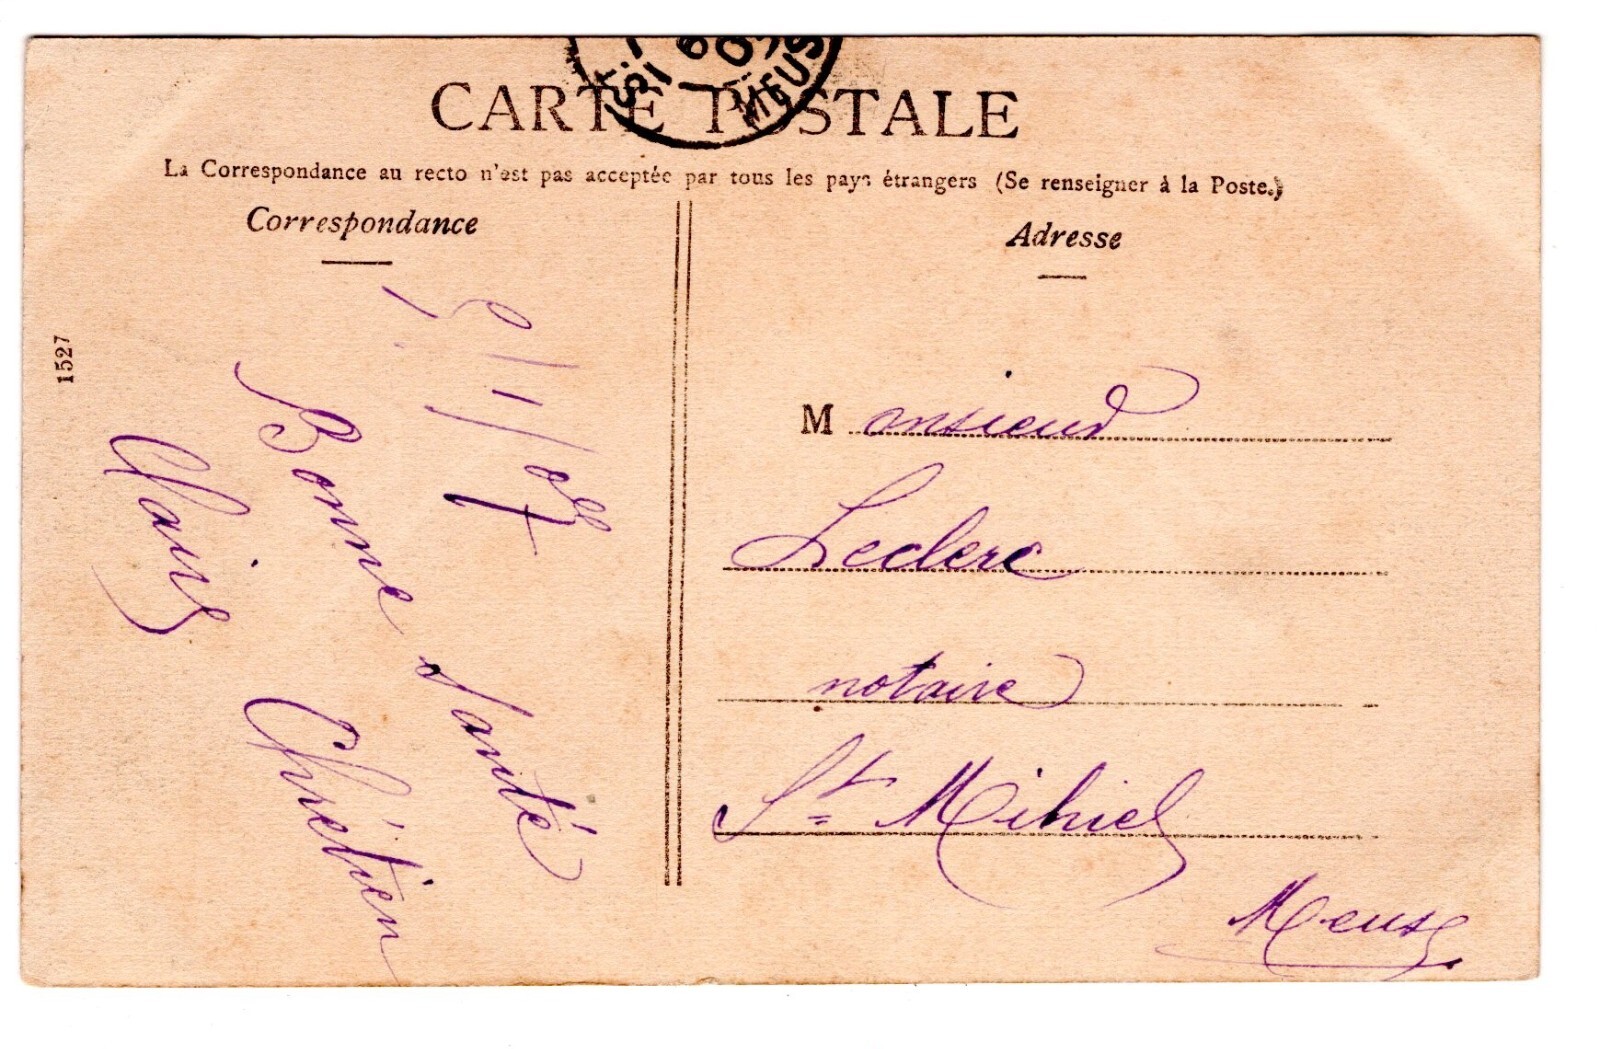 CARTE POSTALE
La Correspondance au recto n'est pas acceptée par tous les pays étrangers (Se renseigner à la Poste.)
Correspondance
Adresse
1527
Bonne Santé
Chrétien
Monsieur
Leclerc
notaire
St Mihiel
Meuse
MEUS